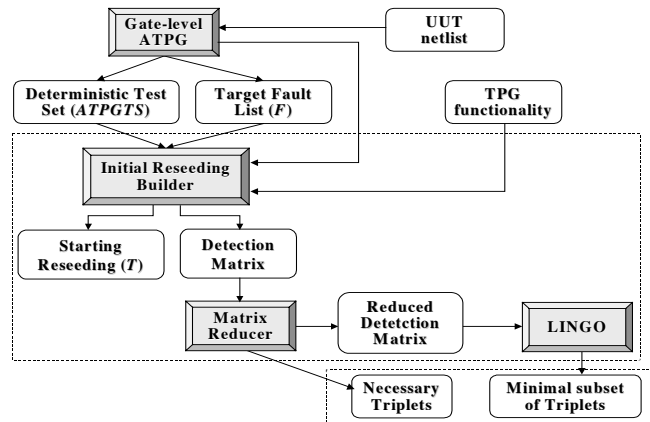 Gate-level
ATPG
UUT
netlist
Deterministic Test
Set (ATPGTS)
Target Fault
List (F)
TPG
functionality
Initial Reseeding
Builder
Starting
Reseeding (T)
Detection
Matrix
Matrix
Reducer
Reduced
Detetction
Matrix
LINGO
Necessary
Triplets
Minimal subset
of Triplets